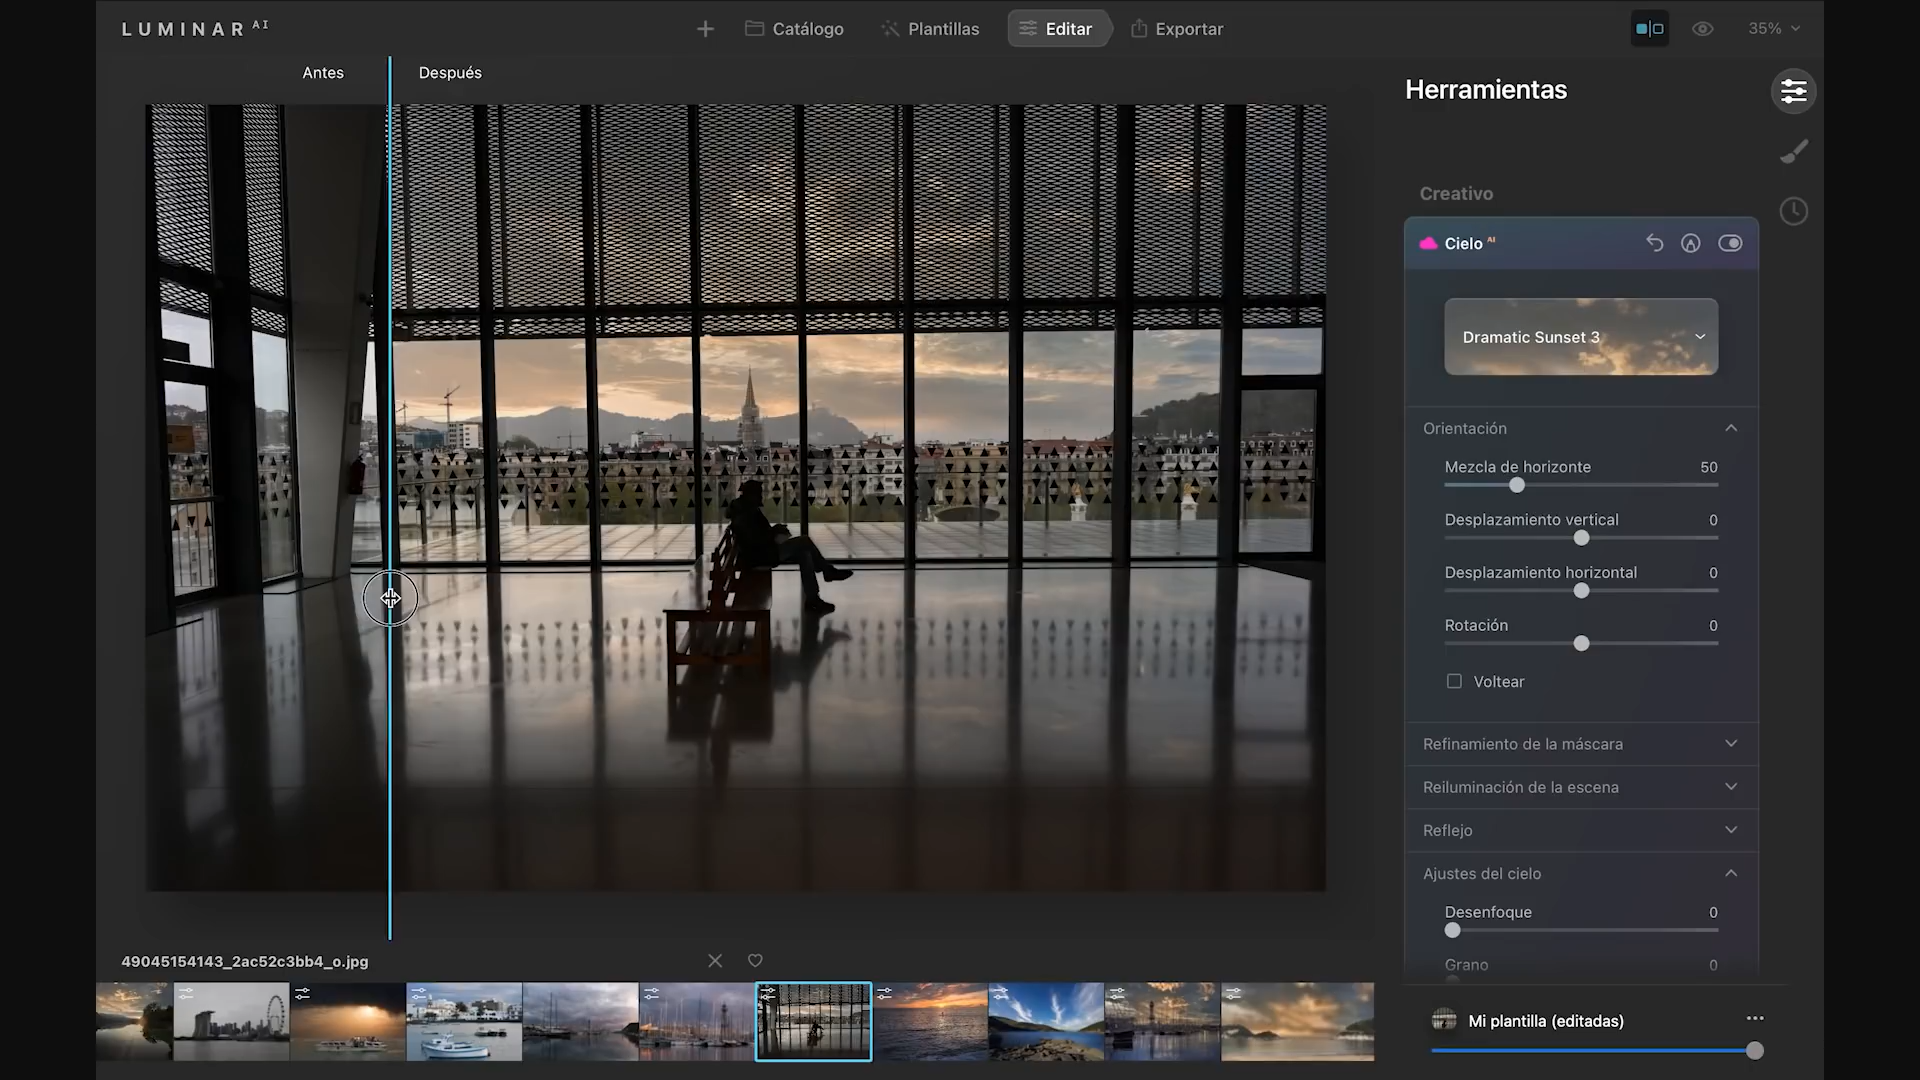 LUMINAR AI
Catálogo
Plantillas
Editar
Exportar
35%
Antes
Después
Herramientas
Creativo
Cielo AI
Dramatic Sunset 3
Orientación
Mezcla de horizonte 50
Desplazamiento vertical 0
Desplazamiento horizontal 0
Rotación 0
Voltear
Refinamiento de la máscara
Reiluminación de la escena
Reflejo
Ajustes del cielo
Desenfoque 0
Grano 0
49045154143_2ac52c3bb4_o.jpg
Mi plantilla (editadas)